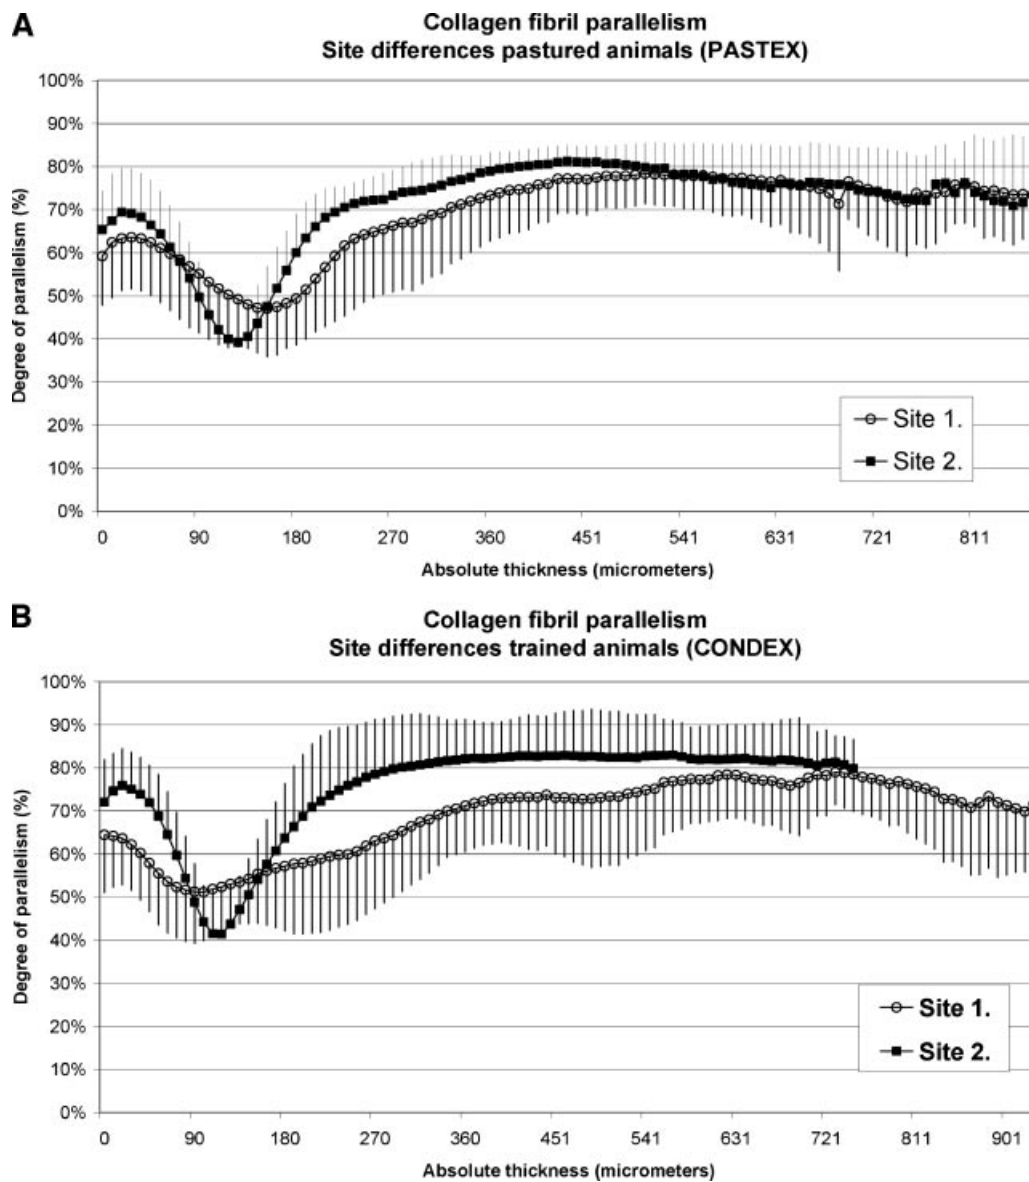 A
Collagen fibril parallelism
Site differences pastured animals (PASTEX)
Degree of parallelism (%)
100%
90%
80%
70%
60%
50%
40%
30%
20%
10%
0%
Site 1.
Site 2.
0 90 180 270 360 451 541 631 721 811
Absolute thickness (micrometers)
B
Collagen fibril parallelism
Site differences trained animals (CONDEX)
Degree of parallelism (%)
100%
90%
80%
70%
60%
50%
40%
30%
20%
10%
0%
Site 1.
Site 2.
0 90 180 270 360 451 541 631 721 811 901
Absolute thickness (micrometers)